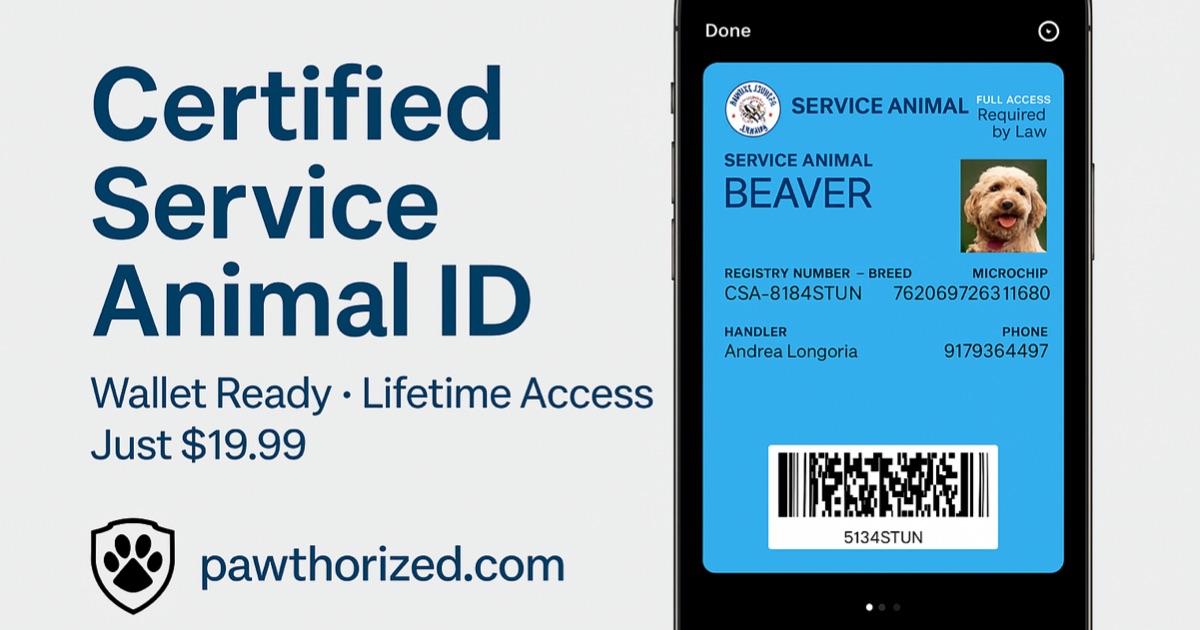 Certified
Service
Animal ID
Wallet Ready · Lifetime Access
Just $19.99
pawthorized.com
Done
SERVICE ANIMAL
FULL ACCESS
Required
by Law
SERVICE ANIMAL
BEAVER
REGISTRY NUMBER – BREED MICROCHIP
CSA-8184STUN 762069726311680
HANDLER PHONE
Andrea Longoria 9179364497
5134STUN